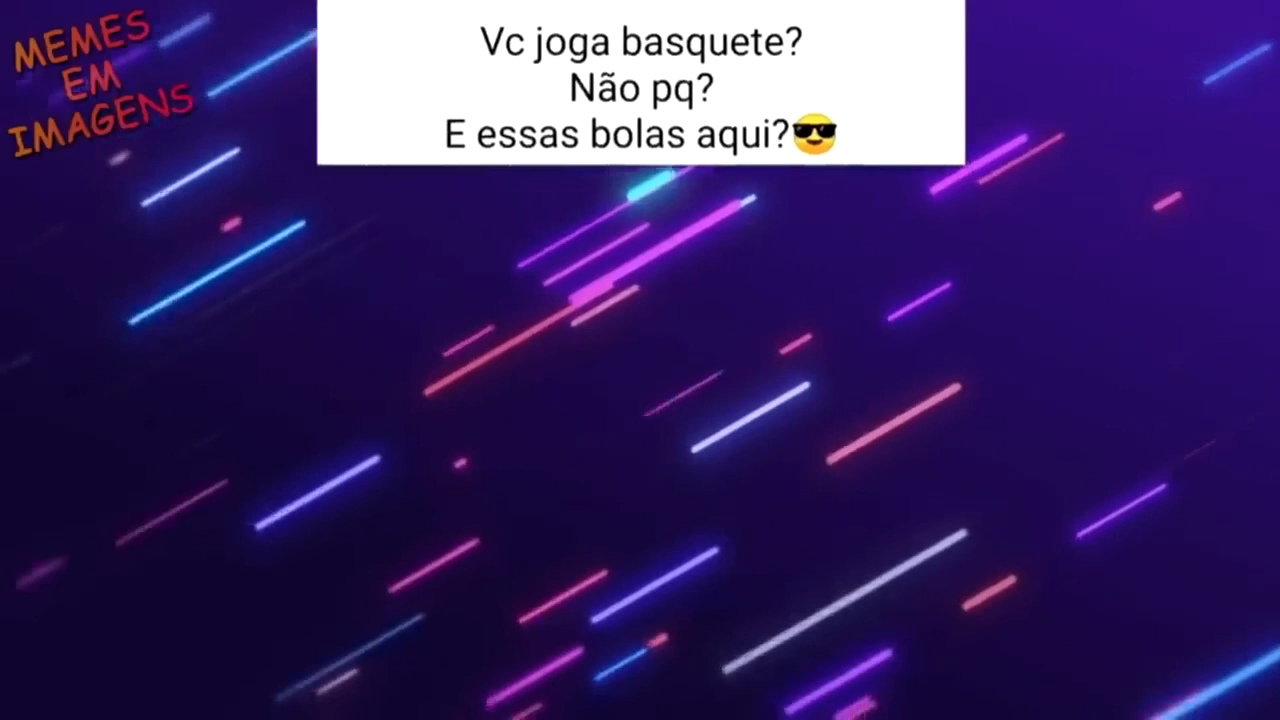 MEMES
EM
IMAGENS
Vc joga basquete?
Não pq?
E essas bolas aqui?😎